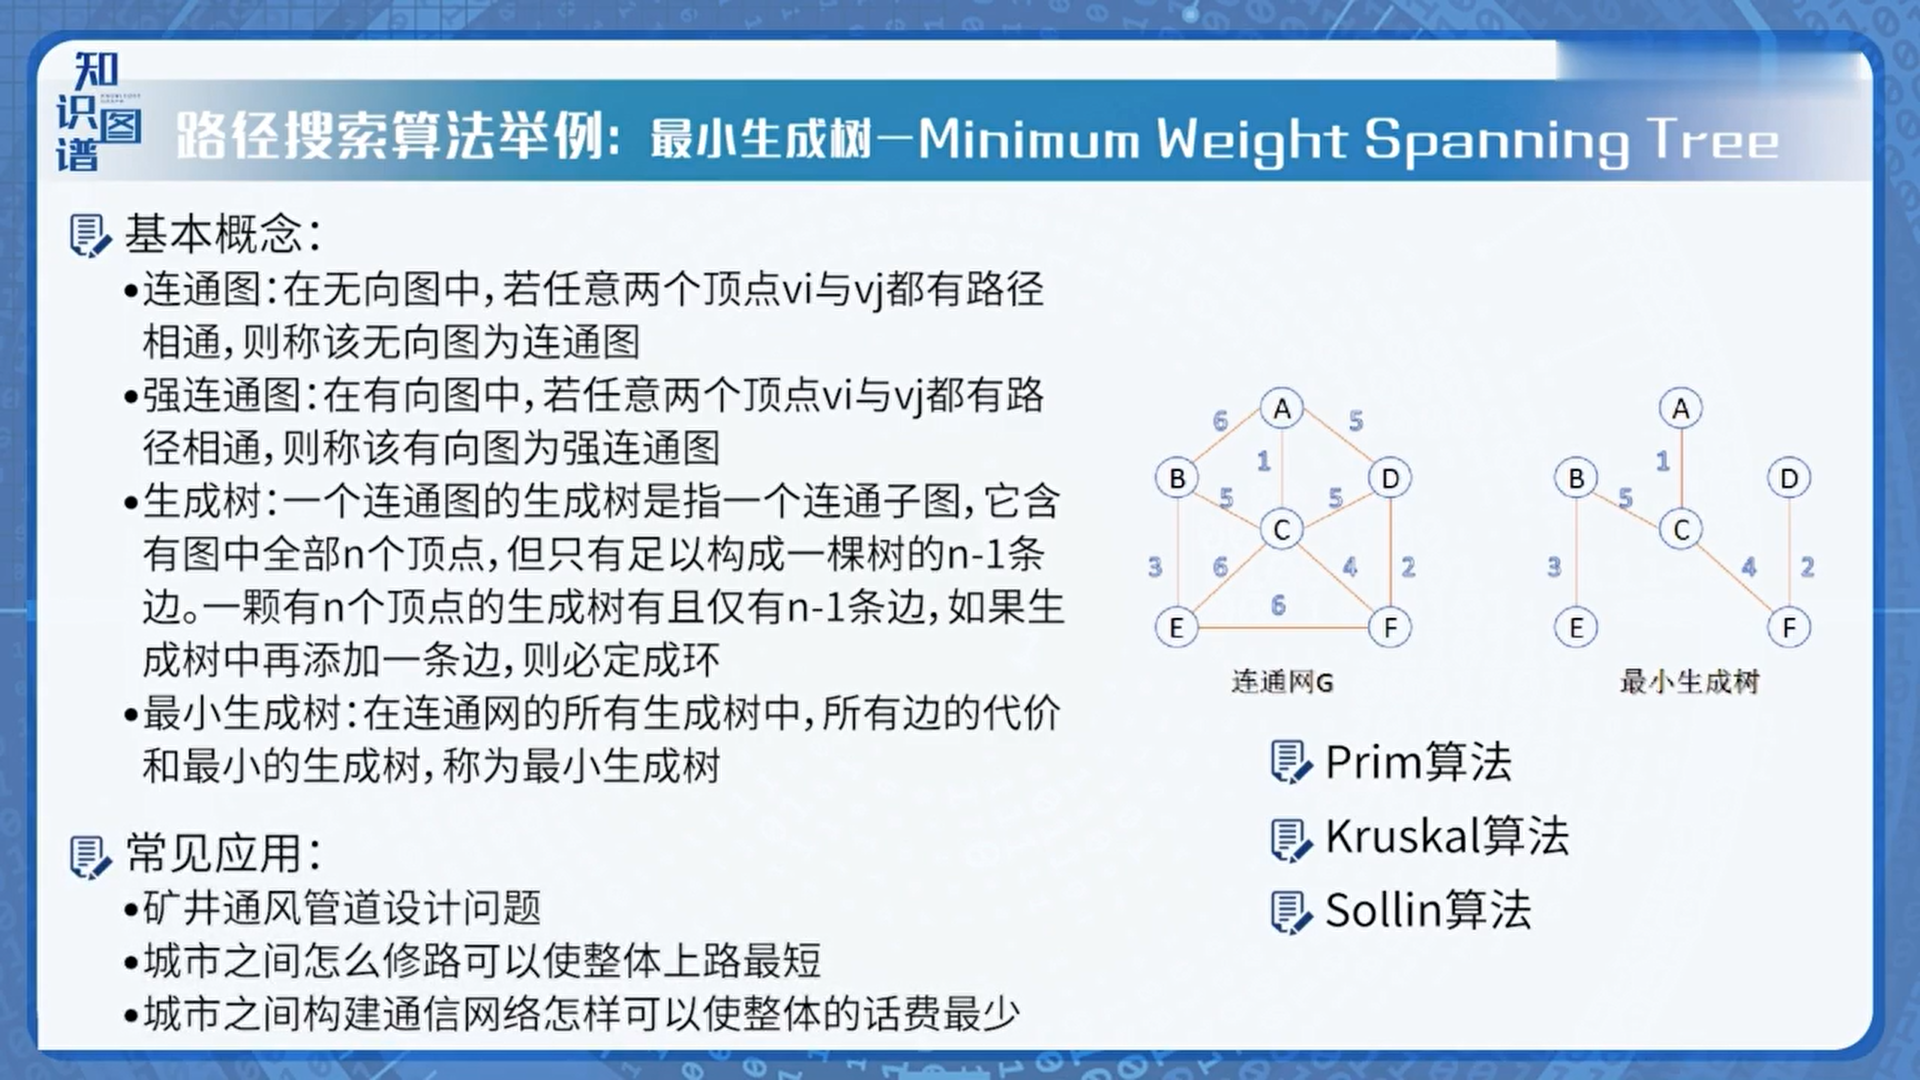 知识图谱
路径搜索算法举例：最小生成树－Minimum Weight Spanning Tree
基本概念：
•连通图：在无向图中，若任意两个顶点vi与vj都有路径
相通，则称该无向图为连通图
•强连通图：在有向图中，若任意两个顶点vi与vj都有路
径相通，则称该有向图为强连通图
•生成树：一个连通图的生成树是指一个连通子图，它含
有图中全部n个顶点，但只有足以构成一棵树的n-1条
边。一颗有n个顶点的生成树有且仅有n-1条边，如果生
成树中再添加一条边，则必定成环
•最小生成树：在连通网的所有生成树中，所有边的代价
和最小的生成树，称为最小生成树
常见应用：
•矿井通风管道设计问题
•城市之间怎么修路可以使整体上路最短
•城市之间构建通信网络怎样可以使整体的话费最少
A
6 5
1
B D
5 5
C
3 6 4 2
6
E F
连通网G
A
1
B D
5
C
3 4 2
E F
最小生成树
Prim算法
Kruskal算法
Sollin算法